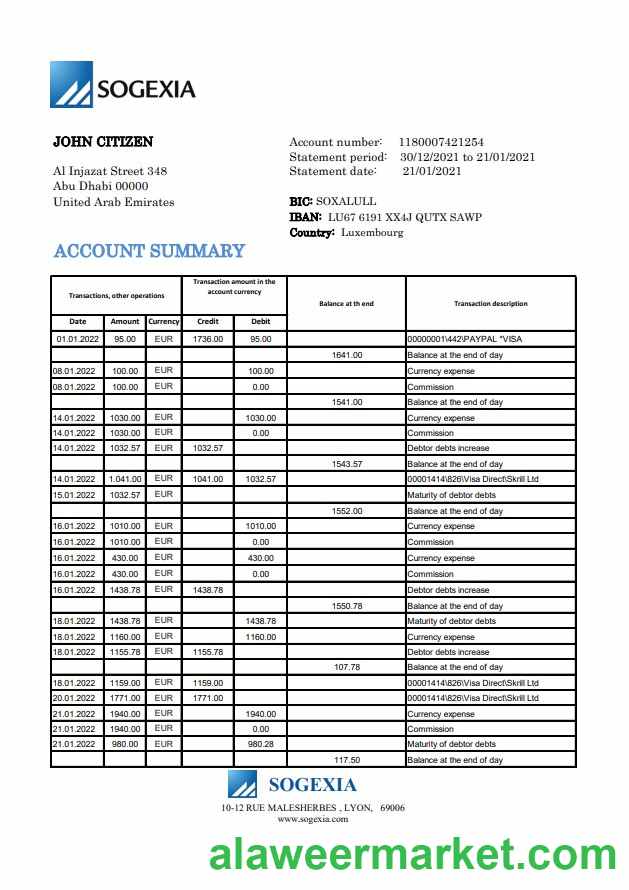 SOGEXIA
JOHN CITIZEN
Al Injazat Street 348
Abu Dhabi 00000
United Arab Emirates
Account number: 1180007421254
Statement period: 30/12/2021 to 21/01/2021
Statement date: 21/01/2021
BIC: SOXALULL
IBAN: LU67 6191 XX4J QUTX SAWP
Country: Luxembourg
ACCOUNT SUMMARY
Transactions, other operations
Transaction amount in the
account currency
Balance at th end
Transaction description
Date Amount Currency Credit Debit
01.01.2022 95.00 EUR 1736.00 95.00 00000001\442\PAYPAL "VISA
1641.00 Balance at the end of day
08.01.2022 100.00 EUR 100.00 Currency expense
08.01.2022 100.00 EUR 0.00 Commission
1541.00 Balance at the end of day
14.01.2022 1030.00 EUR 1030.00 Currency expense
14.01.2022 1030.00 EUR 0.00 Commission
14.01.2022 1032.57 EUR 1032.57 Debtor debts increase
1543.57 Balance at the end of day
14.01.2022 1.041.00 EUR 1041.00 1032.57 00001414\826\Visa Direct\Skrill Ltd
15.01.2022 1032.57 EUR Maturity of debtor debts
1552.00 Balance at the end of day
16.01.2022 1010.00 EUR 1010.00 Currency expense
16.01.2022 1010.00 EUR 0.00 Commission
16.01.2022 430.00 EUR 430.00 Currency expense
16.01.2022 430.00 EUR 0.00 Commission
16.01.2022 1438.78 EUR 1438.78 Debtor debts increase
1550.78 Balance at the end of day
18.01.2022 1438.78 EUR 1438.78 Maturity of debtor debts
18.01.2022 1160.00 EUR 1160.00 Currency expense
18.01.2022 1155.78 EUR 1155.78 Debtor debts increase
107.78 Balance at the end of day
18.01.2022 1159.00 EUR 1159.00 00001414\826\Visa Direct\Skrill Ltd
20.01.2022 1771.00 EUR 1771.00 00001414\826\Visa Direct\Skrill Ltd
21.01.2022 1940.00 EUR 1940.00 Currency expense
21.01.2022 1940.00 EUR 0.00 Commission
21.01.2022 980.00 EUR 980.28 Maturity of debtor debts
117.50 Balance at the end of day
SOGEXIA
10-12 RUE MALESHERBES , LYON, 69006
www.sogexia.com
alaweermarket.com